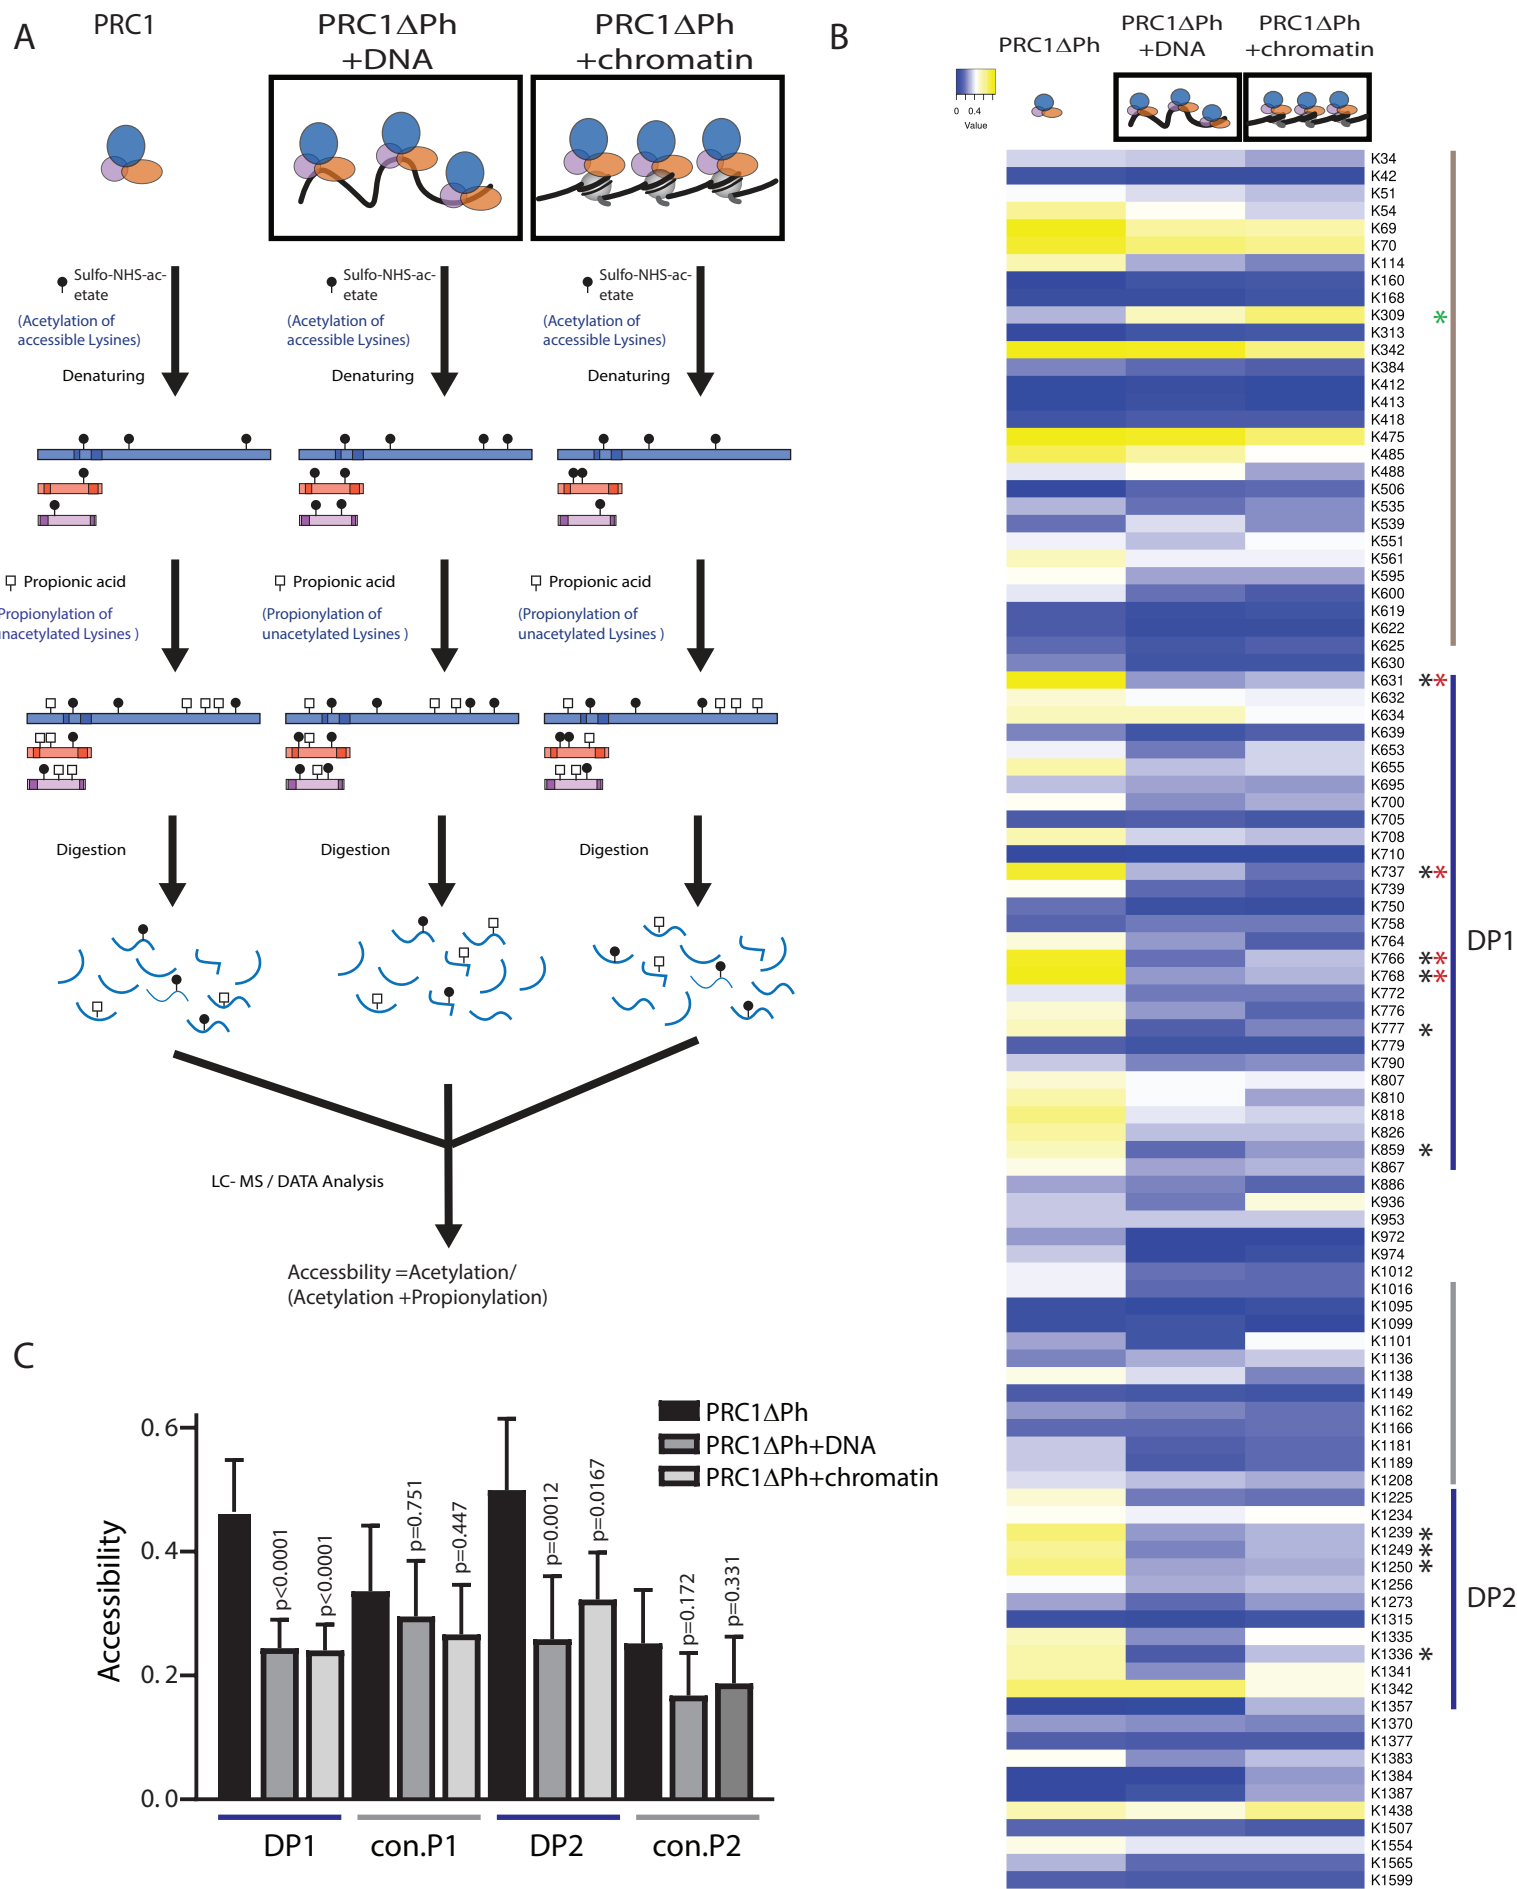 A
PRC1
PRC1ΔPh
+DNA
PRC1ΔPh
+chromatin
Sulfo-NHS-ac-
etate
(Acetylation of
accessible Lysines)
Denaturing
Sulfo-NHS-ac-
etate
(Acetylation of
accessible Lysines)
Denaturing
Sulfo-NHS-ac-
etate
(Acetylation of
accessible Lysines)
Denaturing
Propionic acid
Propionylation of
unacetylated Lysines )
Propionic acid
(Propionylation of
unacetylated Lysines )
Propionic acid
(Propionylation of
unacetylated Lysines )
Digestion
Digestion
Digestion
LC- MS / DATA Analysis
Accessbility =Acetylation/
(Acetylation +Propionylation)
B
PRC1ΔPh
PRC1ΔPh
+DNA
PRC1ΔPh
+chromatin
0 0.4
Value
K34
K42
K51
K54
K69
K70
K114
K160
K168
K309 *
K313
K342
K384
K412
K413
K418
K475
K485
K488
K506
K535
K539
K551
K561
K595
K600
K619
K622
K625
K630
K631 **
K632
K634
K639
K653
K655
K695
K700
K705
K708
K710
K737 **
K739
K750
K758
K764
K766 **
K768 **
K772
K776
K777 *
K779
K790
K807
K810
K818
K826
K859 *
K867
K886
K936
K953
K972
K974
K1012
K1016
K1095
K1099
K1101
K1136
K1138
K1149
K1162
K1166
K1181
K1189
K1208
K1225
K1234
K1239 *
K1249 *
K1250 *
K1256
K1273
K1315
K1335
K1336 *
K1341
K1342
K1357
K1370
K1377
K1383
K1384
K1387
K1438
K1507
K1554
K1565
K1599
DP1
DP2
C
PRC1ΔPh
PRC1ΔPh+DNA
PRC1ΔPh+chromatin
Accessibility
0.6
0.4
0.2
0.0
p<0.0001
p<0.0001
p=0.751
p=0.447
p=0.0012
p=0.0167
p=0.172
p=0.331
DP1
con.P1
DP2
con.P2